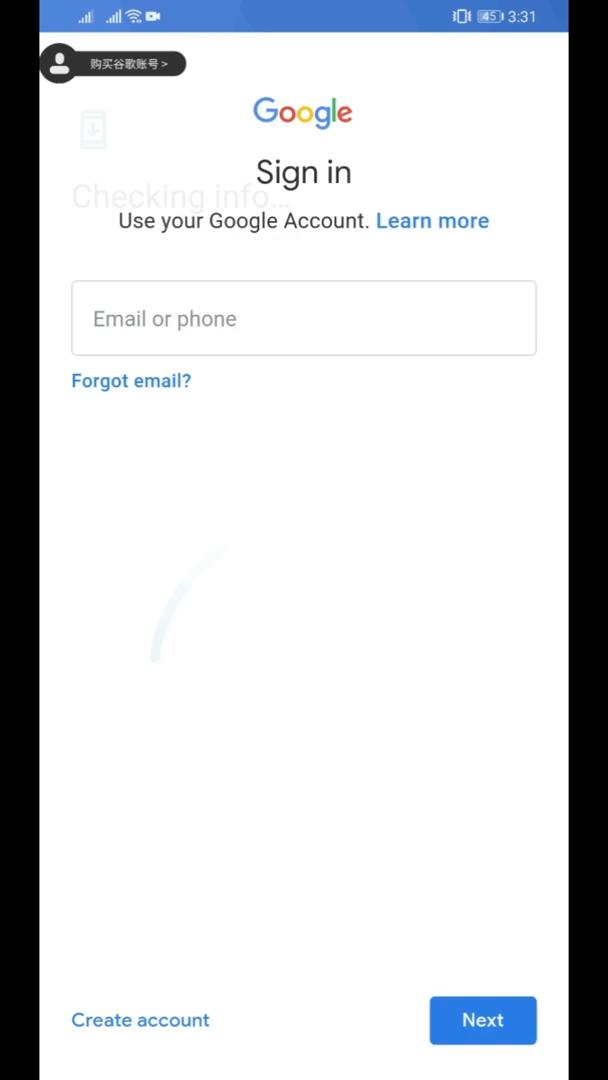 45 3:31
购买谷歌账号 >
Google
Sign in
Checking info...
Use your Google Account. Learn more
Email or phone
Forgot email?
Create account
Next